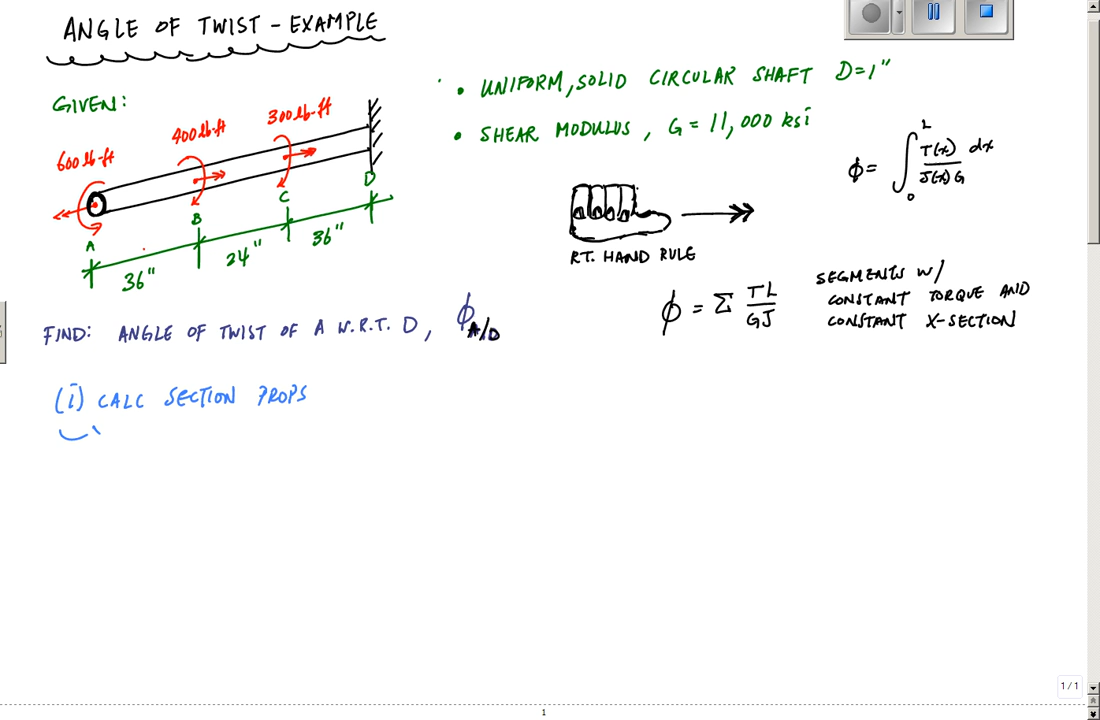 ANGLE OF TWIST - EXAMPLE
GIVEN:
600 lb-ft
400 lb-ft
300 lb-ft
A
B
C
D
36"
24"
36"
• UNIFORM, SOLID CIRCULAR SHAFT D=1"
• SHEAR MODULUS, G = 11,000 ksi
RT. HAND RULE
ϕ = ∫₀ᴸ T(x)/J(x)G dx
ϕ = Σ TL/GJ
SEGMENTS W/
CONSTANT TORQUE AND
CONSTANT X-SECTION
FIND: ANGLE OF TWIST OF A W.R.T. D, ϕA/D
(i) CALC SECTION PROPS
1/1
1